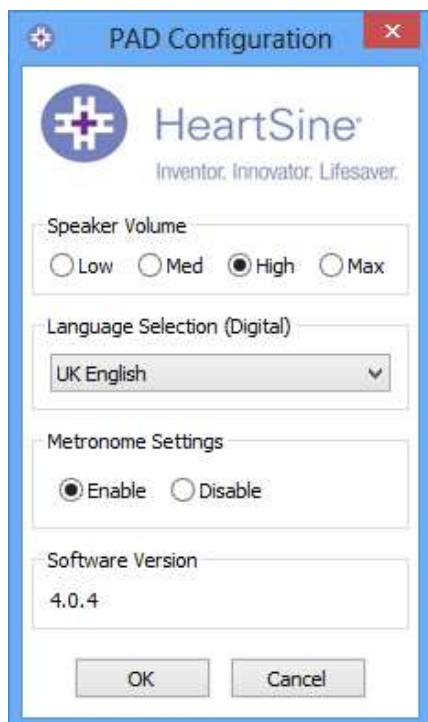 PAD Configuration
HeartSine
Inventor. Innovator. Lifesaver.
Speaker Volume
Low Med High Max
Language Selection (Digital)
UK English
Metronome Settings
Enable Disable
Software Version
4.0.4
OK Cancel